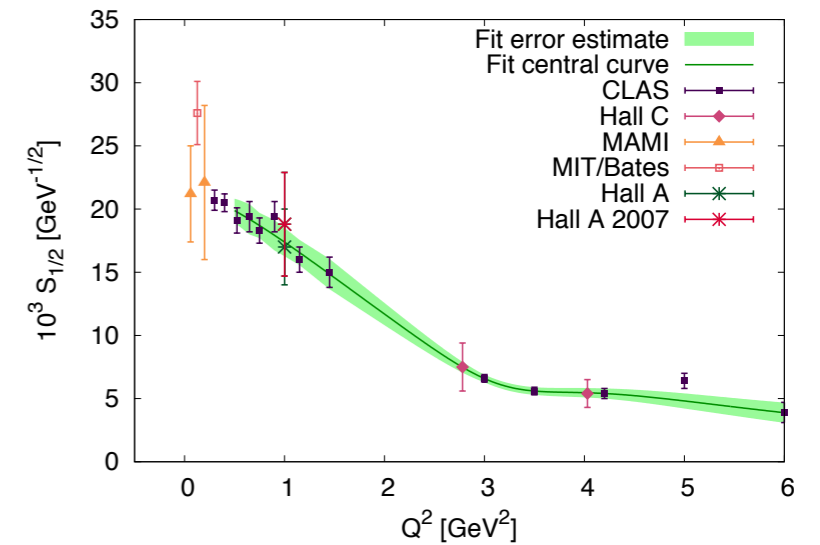 35
30
25
20
15
10
5
0
10³ S₁/₂ [GeV⁻¹/²]
Fit error estimate
Fit central curve
CLAS
Hall C
MAMI
MIT/Bates
Hall A
Hall A 2007
0 1 2 3 4 5 6
Q² [GeV²]